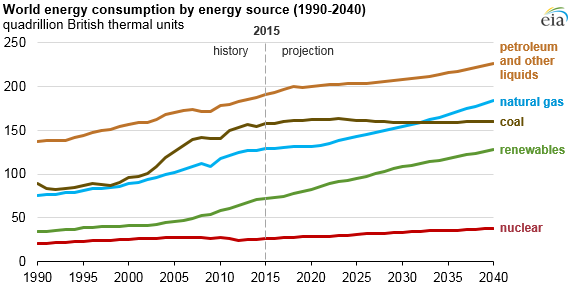 World energy consumption by energy source (1990-2040)
quadrillion British thermal units
eia
2015
history projection
250
200
150
100
50
0
petroleum
and other
liquids
natural gas
coal
renewables
nuclear
1990 1995 2000 2005 2010 2015 2020 2025 2030 2035 2040